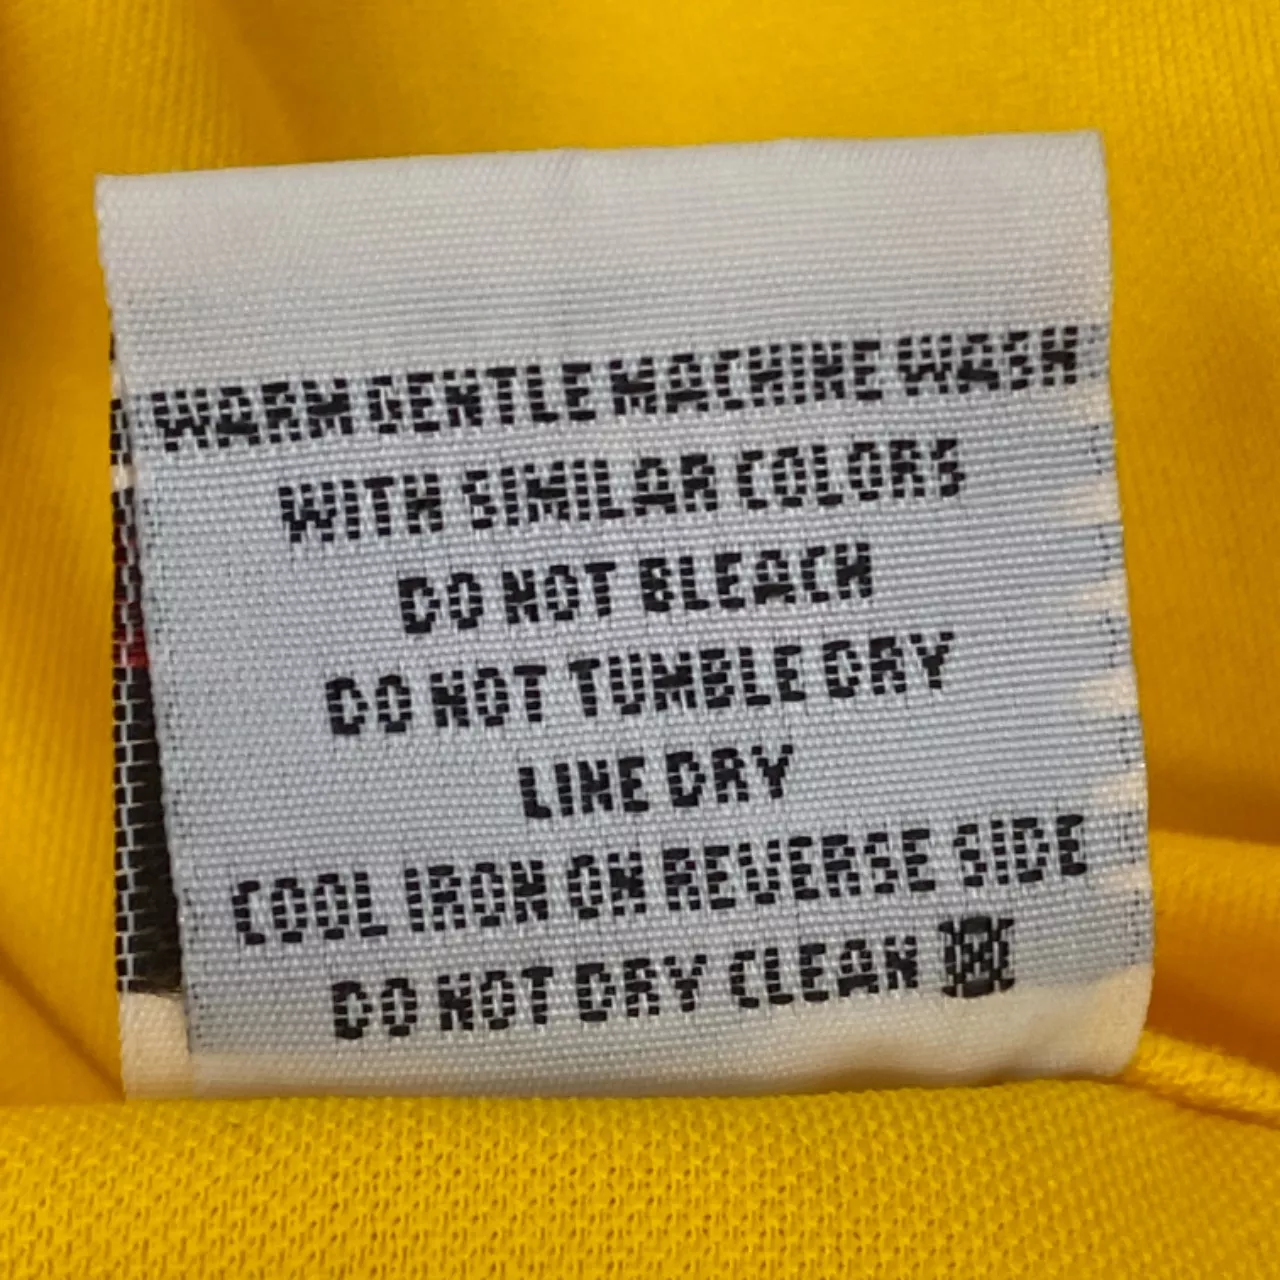 WARM GENTLE MACHINE WASH
WITH SIMILAR COLORS
DO NOT BLEACH
DO NOT TUMBLE DRY
LINE DRY
COOL IRON ON REVERSE SIDE
DO NOT DRY CLEAN